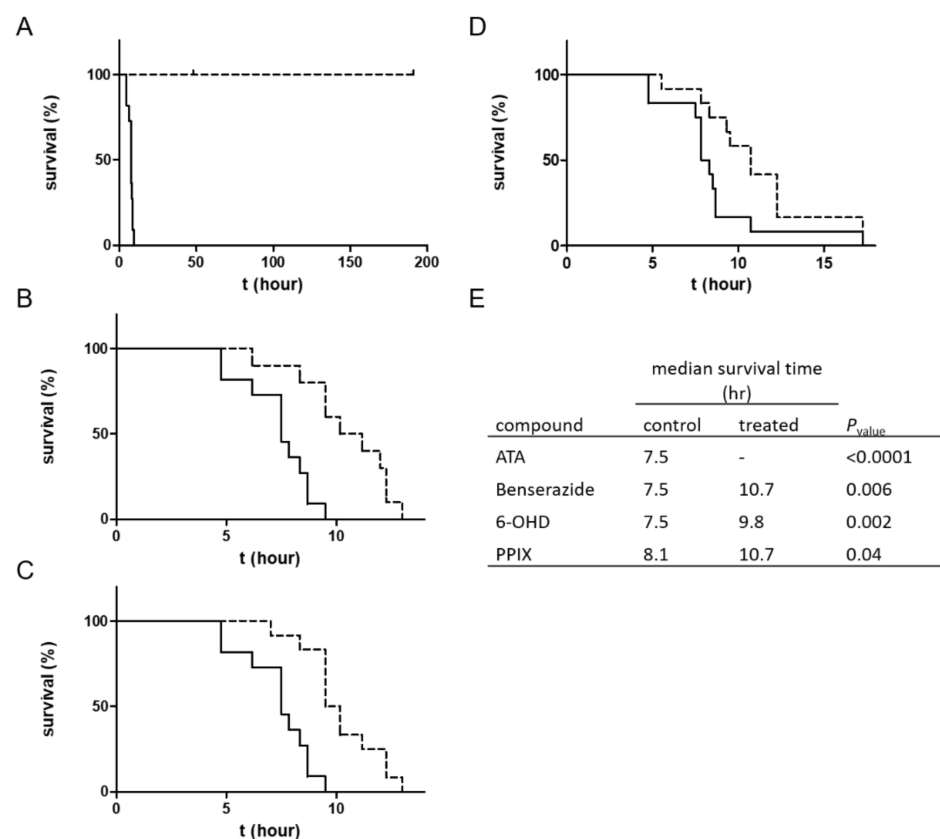 A
survival (%)
100
50
0
0 50 100 150 200
t (hour)
B
survival (%)
100
50
0
0 5 10
t (hour)
C
survival (%)
100
50
0
0 5 10
t (hour)
D
survival (%)
100
50
0
0 5 10 15
t (hour)
E
median survival time
(hr)
compound control treated Pvalue
ATA 7.5 - <0.0001
Benserazide 7.5 10.7 0.006
6-OHD 7.5 9.8 0.002
PPIX 8.1 10.7 0.04